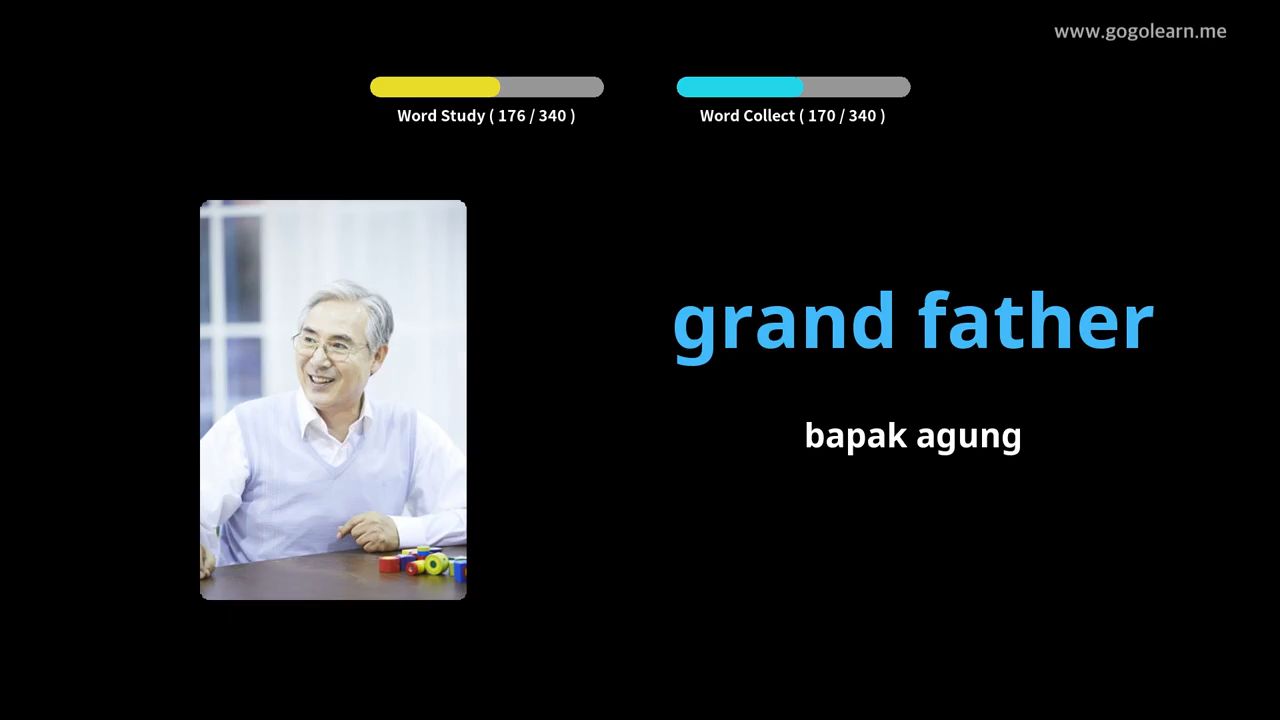 www.gogolearn.me
Word Study ( 176 / 340 )
Word Collect ( 170 / 340 )
grand father
bapak agung